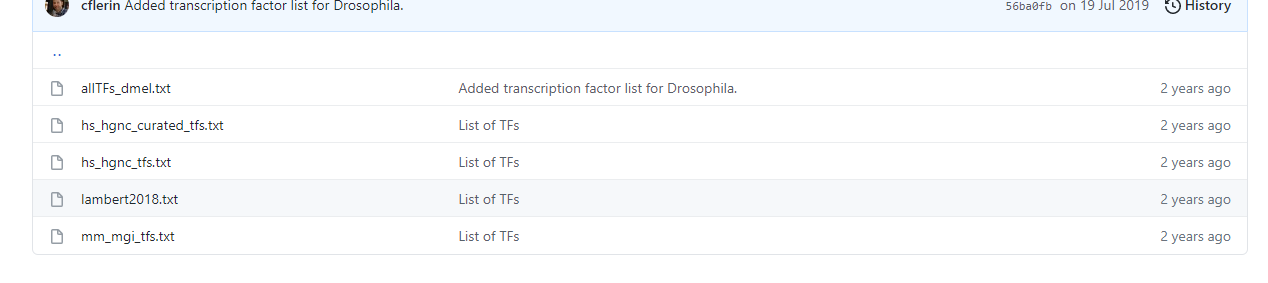 cflerin Added transcription factor list for Drosophila. 56ba0fb on 19 Jul 2019 History
..
allTFs_dmel.txt Added transcription factor list for Drosophila. 2 years ago
hs_hgnc_curated_tfs.txt List of TFs 2 years ago
hs_hgnc_tfs.txt List of TFs 2 years ago
lambert2018.txt List of TFs 2 years ago
mm_mgi_tfs.txt List of TFs 2 years ago